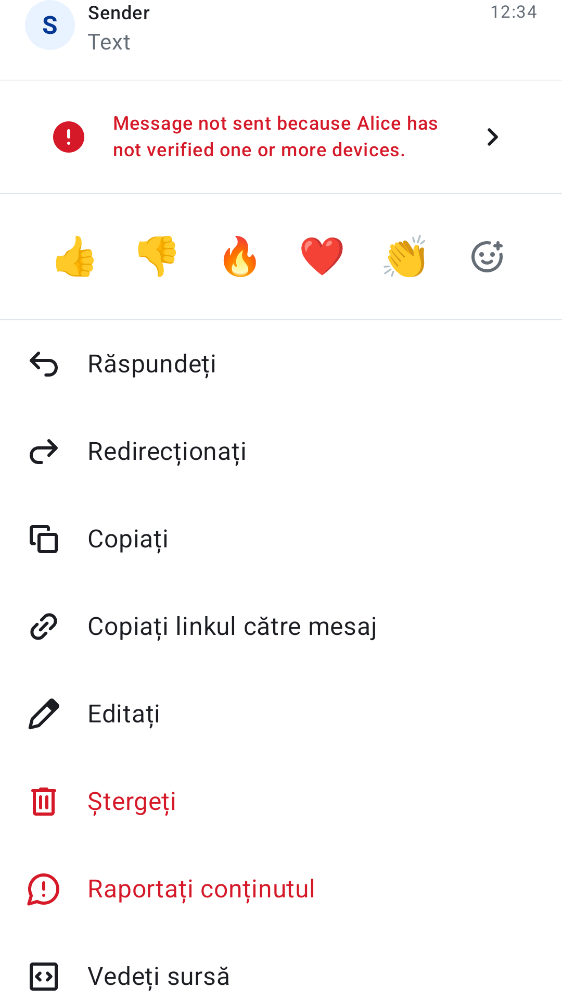 S
Sender
12:34
Text
Message not sent because Alice has
not verified one or more devices.
Răspundeți
Redirecționați
Copiați
Copiați linkul către mesaj
Editați
Ștergeți
Raportați conținutul
Vedeți sursă